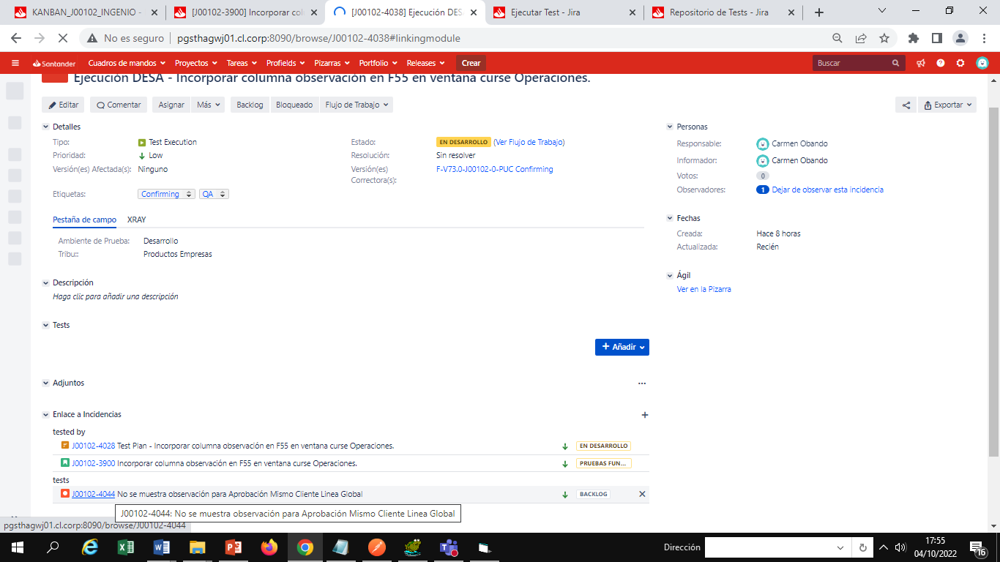 KANBAN_J00102_INGENIO -
[J00102-3900] Incorporar colu
[J00102-4038] Ejecución DES
Ejecutar Test - Jira
Repositorio de Tests - Jira
No es seguro | pgsthagwj01.cl.corp:8090/browse/J00102-4038#linkingmodule
Santander Cuadros de mandos Proyectos Tareas Profields Pizarras Portfolio Releases Crear Buscar
Ejecución DESA - Incorporar columna observación en F55 en ventana curse Operaciones.
Editar Comentar Asignar Más Backlog Bloqueado Flujo de Trabajo Exportar
Detalles
Tipo: Test Execution
Prioridad: Low
Versión(es) Afectada(s): Ninguno
Etiquetas: Confirming QA
Estado: EN DESARROLLO (Ver Flujo de Trabajo)
Resolución: Sin resolver
Versión(es) Correctora(s): F-V73.0-J00102-0-PUC Confirming
Pestaña de campo XRAY
Ambiente de Prueba: Desarrollo
Tribu:: Productos Empresas
Descripción
Haga clic para añadir una descripción
Tests
+ Añadir
Adjuntos
Enlace a Incidencias
tested by
J00102-4028 Test Plan - Incorporar columna observación en F55 en ventana curse Operaciones. EN DESARROLLO
J00102-3900 Incorporar columna observación en F55 en ventana curse Operaciones. PRUEBAS FUN...
tests
J00102-4044 No se muestra observación para Aprobación Mismo Cliente Linea Global BACKLOG
J00102-4044: No se muestra observación para Aprobación Mismo Cliente Linea Global
Personas
Responsable: Carmen Obando
Informador: Carmen Obando
Votos: 0
Observadores: 1 Dejar de observar esta incidencia
Fechas
Creada: Hace 8 horas
Actualizada: Recién
Ágil
Ver en la Pizarra
pgsthagwj01.cl.corp:8090/browse/J00102-4044
Dirección
17:55
04/10/2022
16